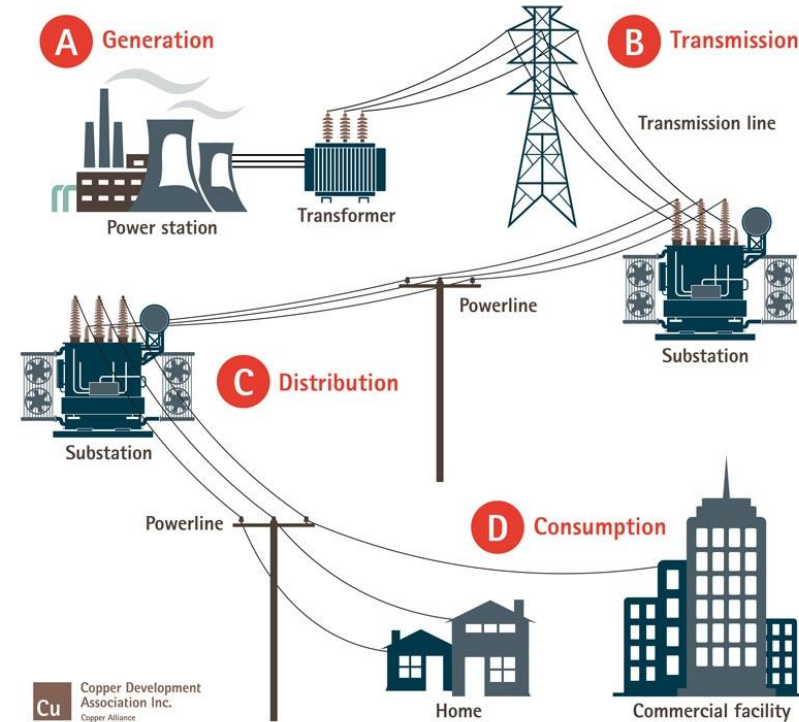 A Generation
B Transmission
Transmission line
Power station
Transformer
Powerline
Substation
C Distribution
Substation
Powerline
D Consumption
Home
Commercial facility
Cu
Copper Development
Association Inc.
Copper Alliance